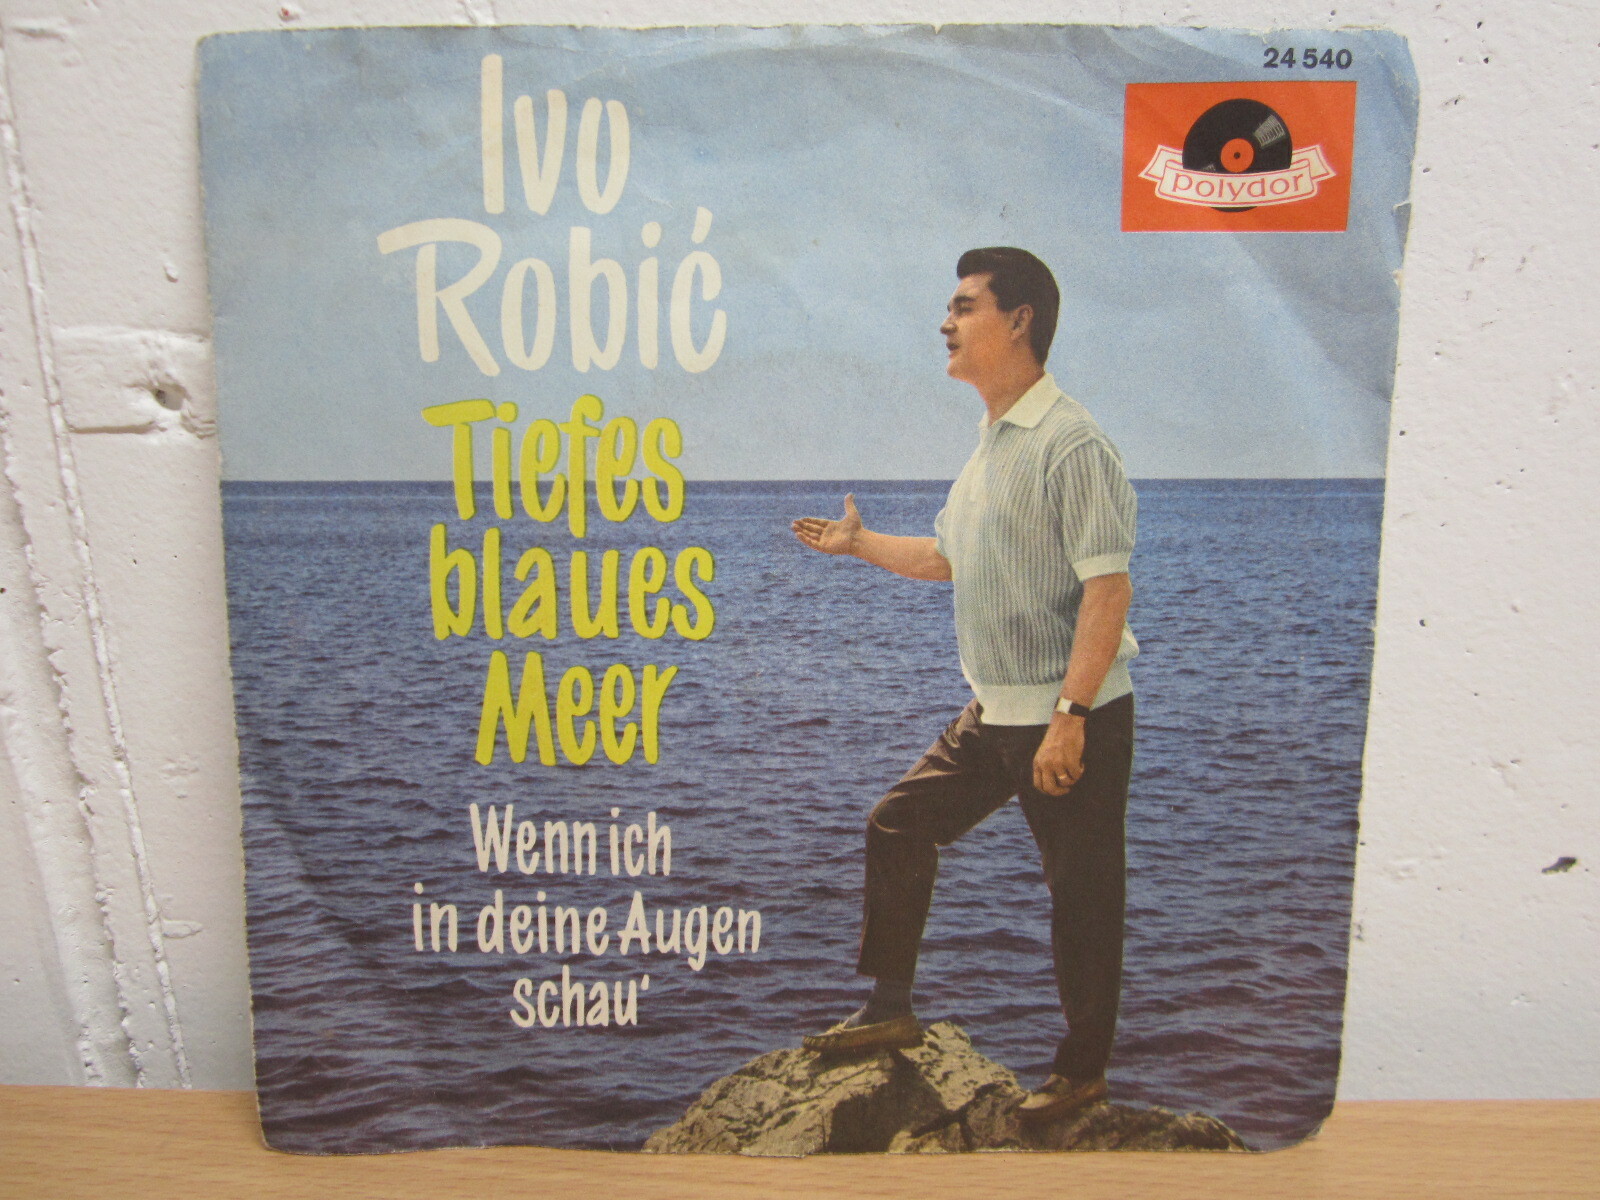 24 540
polydor
Ivo
Robić
Tiefes
blaues
Meer
Wenn ich
in deine Augen
schau'